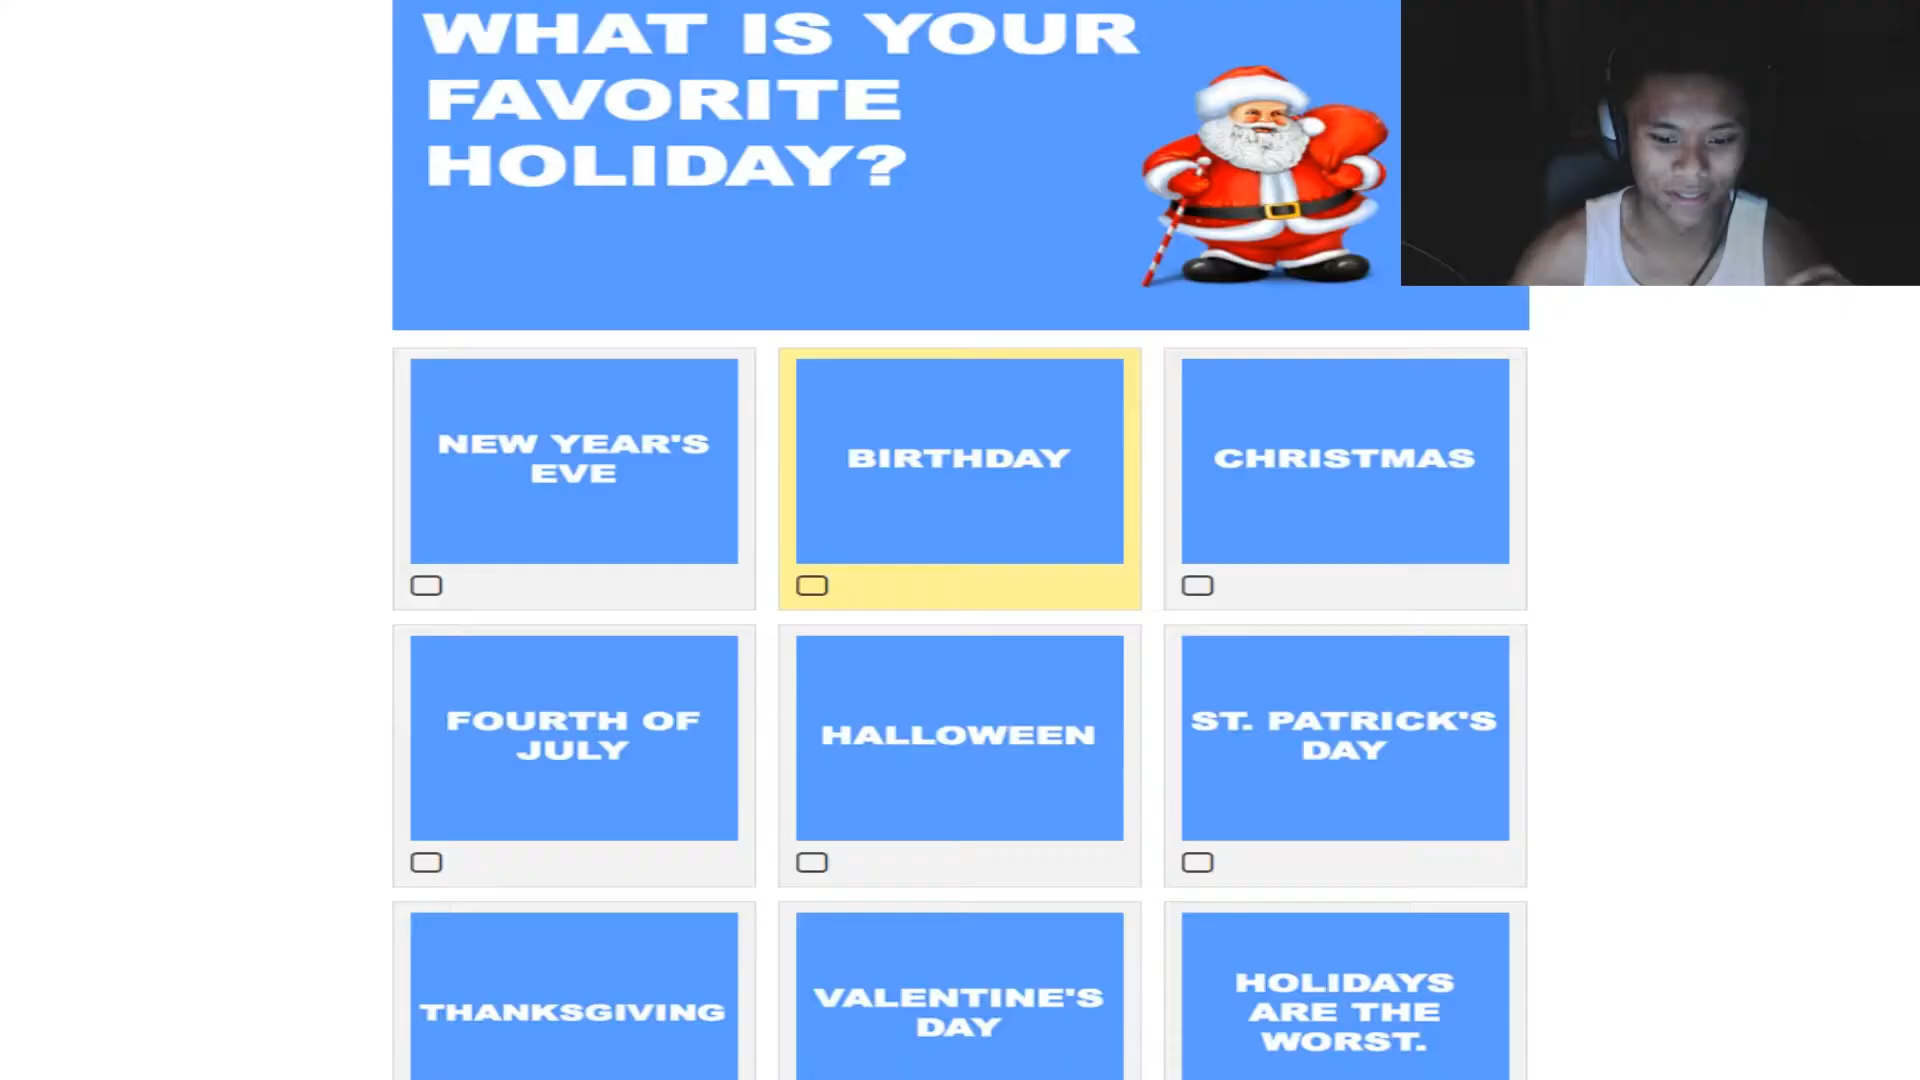 WHAT IS YOUR
FAVORITE
HOLIDAY?
NEW YEAR'S
EVE
BIRTHDAY
CHRISTMAS
FOURTH OF
JULY
HALLOWEEN
ST. PATRICK'S
DAY
THANKSGIVING
VALENTINE'S
DAY
HOLIDAYS
ARE THE
WORST.